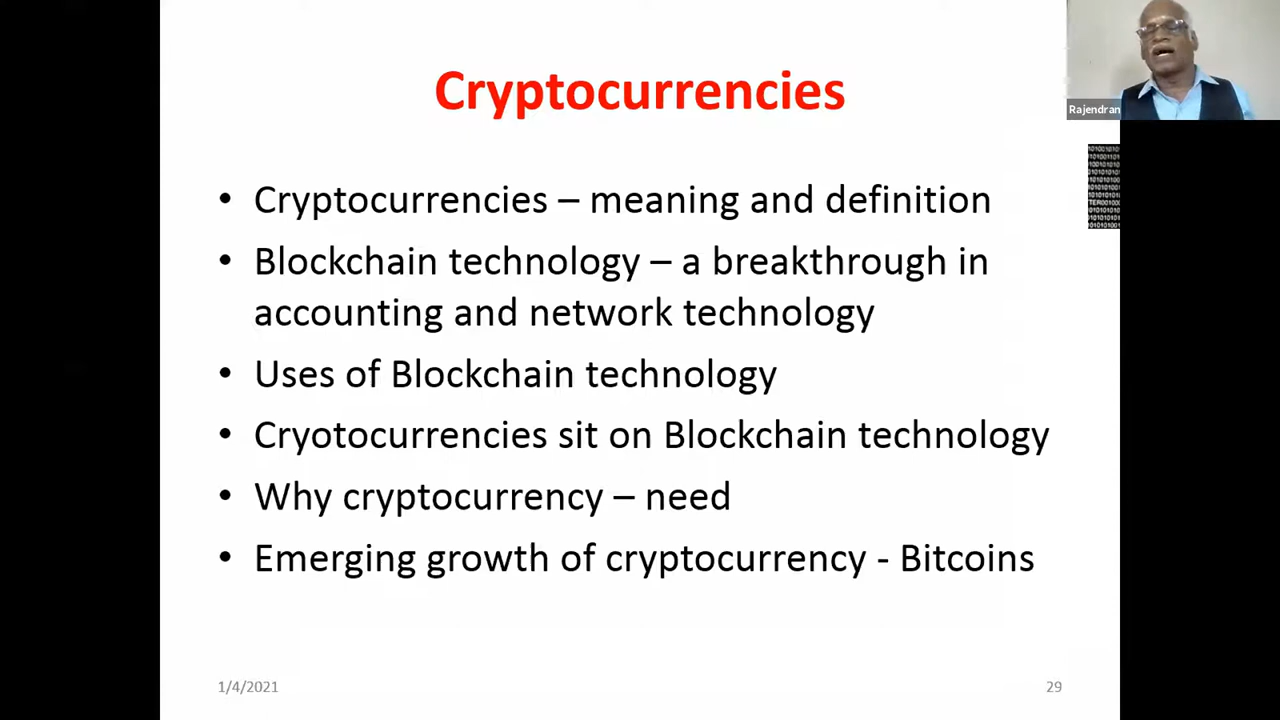 Cryptocurrencies
Rajendran
• Cryptocurrencies – meaning and definition
• Blockchain technology – a breakthrough in
accounting and network technology
• Uses of Blockchain technology
• Cryotocurrencies sit on Blockchain technology
• Why cryptocurrency – need
• Emerging growth of cryptocurrency - Bitcoins
1/4/2021
29